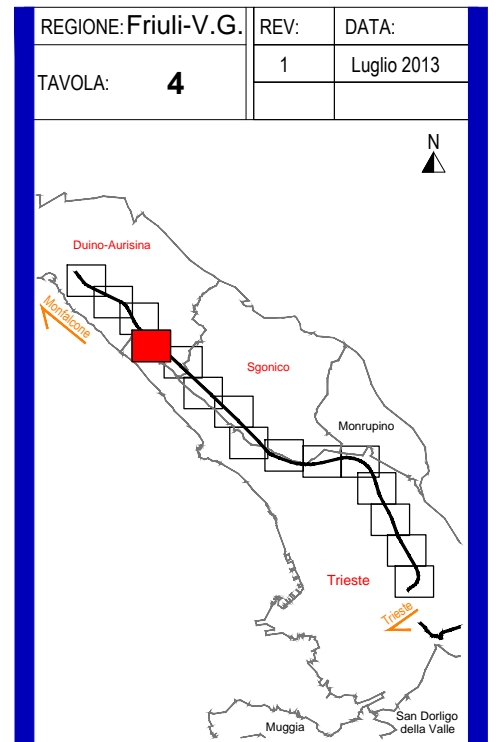 REGIONE: Friuli-V.G. REV: DATA:
1 Luglio 2013
TAVOLA: 4
N
Duino-Aurisina
Monfalcone
Sgonico
Monrupino
Trieste
Trieste
San Dorligo
della Valle
Muggia